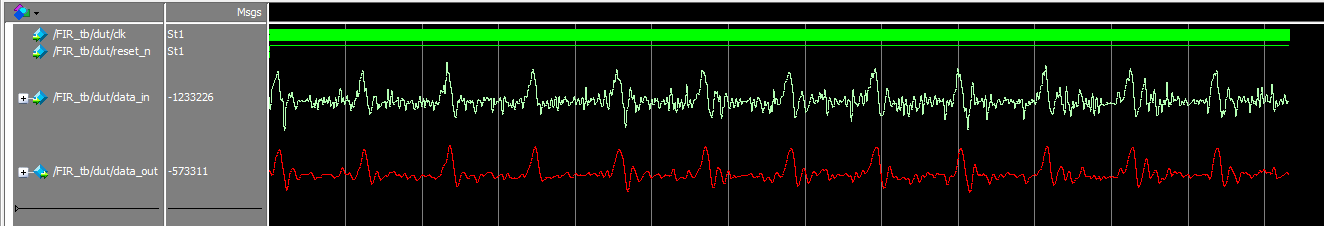 Msgs
/FIR_tb/dut/clk St1
/FIR_tb/dut/reset_n St1
/FIR_tb/dut/data_in -1233226
/FIR_tb/dut/data_out -573311